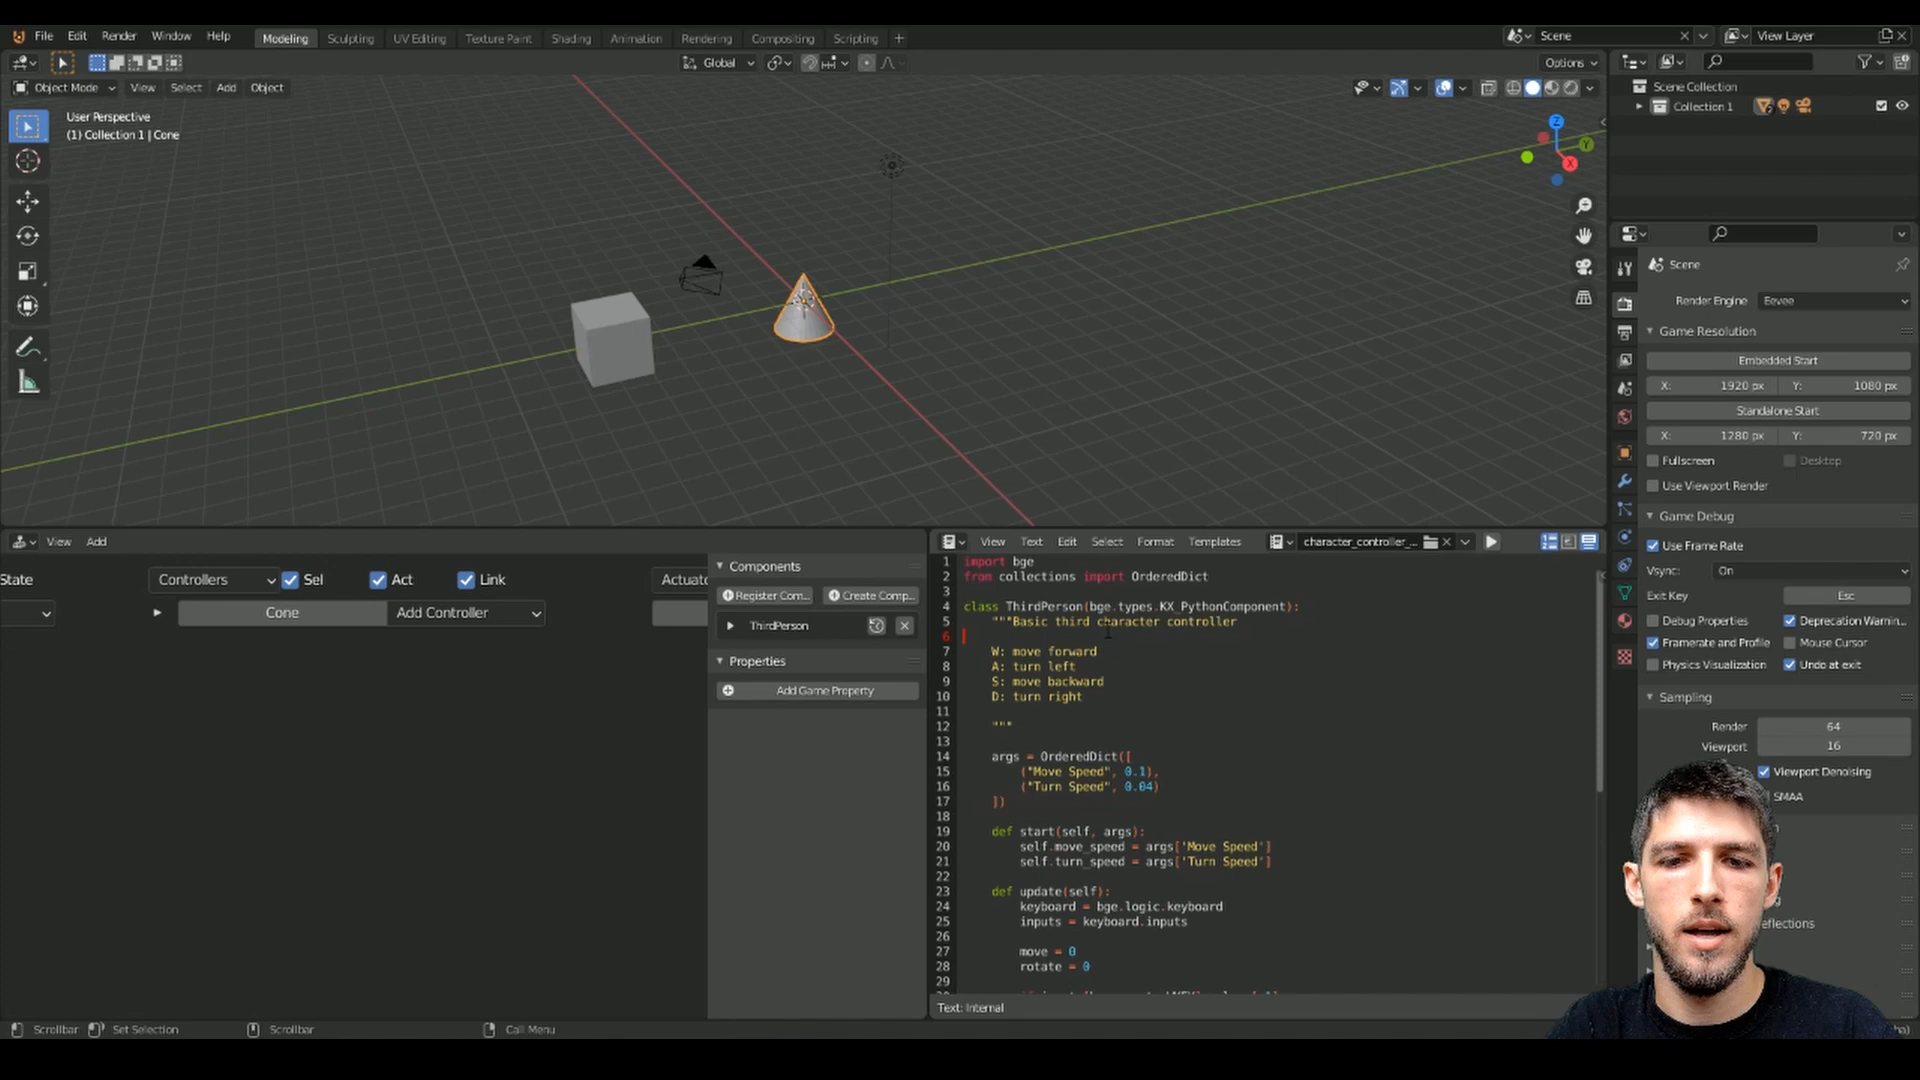 File Edit Render Window Help
Modeling Sculpting UV Editing Texture Paint Shading Animation Rendering Compositing Scripting +
Scene
View Layer
Global
Options
Object Mode View Select Add Object
User Perspective
(1) Collection 1 | Cone
Z
Y
X
Scene Collection
Collection 1
Scene
Render Engine Eevee
Game Resolution
Embedded Start
X: 1920 px Y: 1080 px
Standalone Start
X: 1280 px Y: 720 px
Fullscreen Desktop
Use Viewport Render
Game Debug
Use Frame Rate
Vsync: On
Exit Key Esc
Debug Properties Deprecation Warnin...
Framerate and Profile Mouse Cursor
Physics Visualization Undo at exit
Sampling
Render 64
Viewport 16
Viewport Denoising
SMAA
eflections
View Add
State Controllers Sel Act Link Actuato
Cone Add Controller
Components
Register Com... Create Comp...
ThirdPerson
Properties
Add Game Property
View Text Edit Select Format Templates character_controller_...
1 import bge
2 from collections import OrderedDict
3
4 class ThirdPerson(bge.types.KX_PythonComponent):
5 """Basic third character controller
6
7 W: move forward
8 A: turn left
9 S: move backward
10 D: turn right
11
12 """
13
14 args = OrderedDict([
15 ("Move Speed", 0.1),
16 ("Turn Speed", 0.04)
17 ])
18
19 def start(self, args):
20 self.move_speed = args['Move Speed']
21 self.turn_speed = args['Turn Speed']
22
23 def update(self):
24 keyboard = bge.logic.keyboard
25 inputs = keyboard.inputs
26
27 move = 0
28 rotate = 0
29
Text: Internal
Scrollbar Set Selection Scrollbar Call Menu